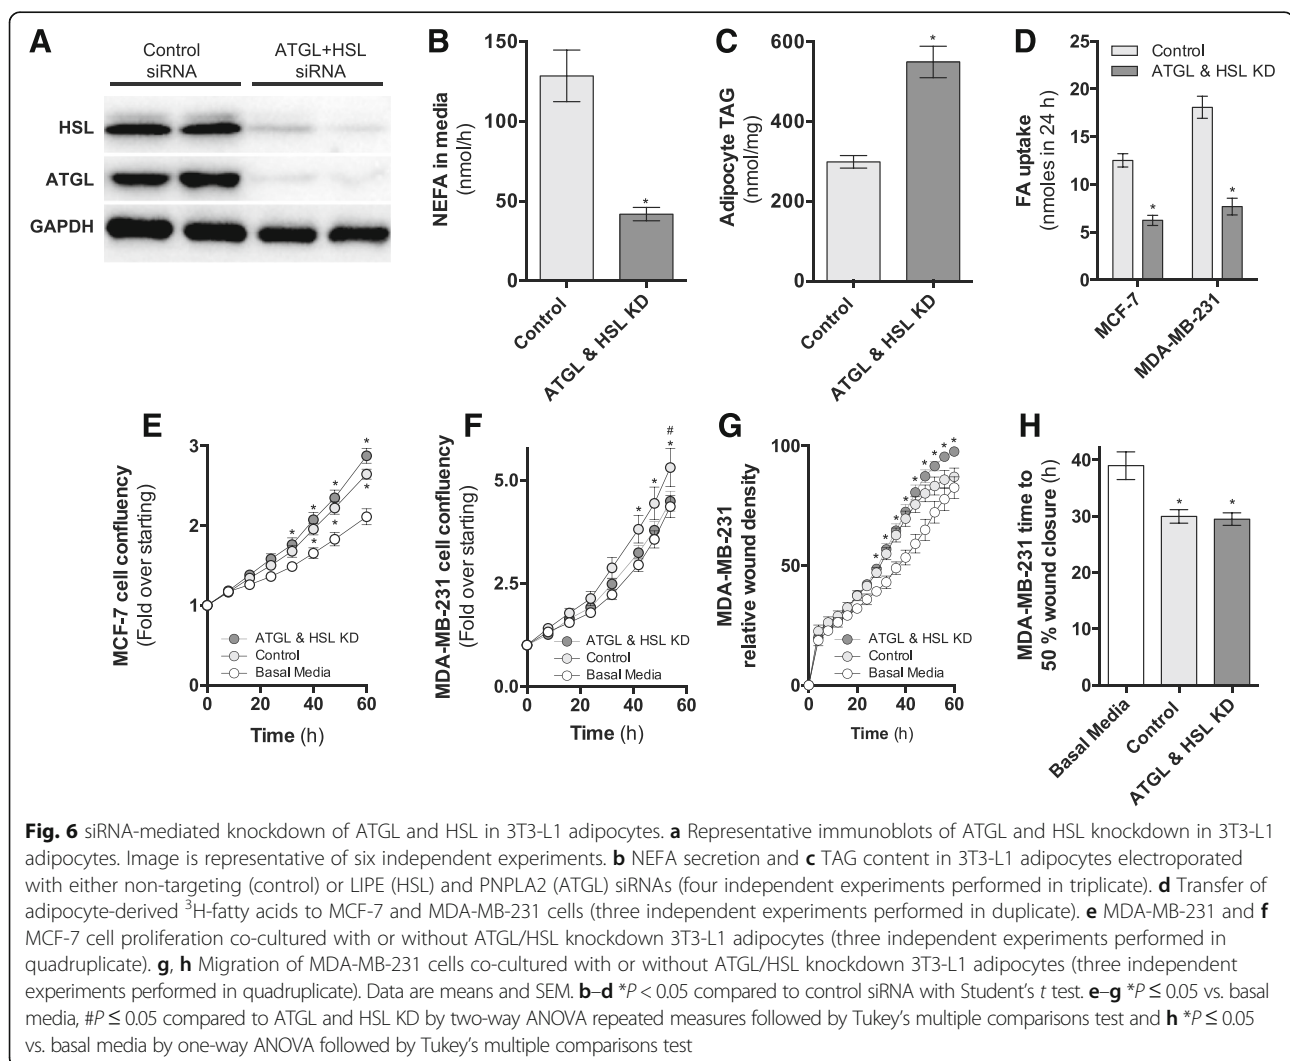 A
Control
siRNA
ATGL+HSL
siRNA
HSL
ATGL
GAPDH
B
NEFA in media
(nmol/h)
150
100
50
0
*
Control
ATGL & HSL KD
C
Adipocyte TAG
(nmol/mg)
600
400
200
0
*
Control
ATGL & HSL KD
D
FA uptake
(nmoles in 24 h)
25
20
15
10
5
0
Control
ATGL & HSL KD
*
*
MCF-7
MDA-MB-231
E
MCF-7 cell confluency
(Fold over starting)
3
2
1
0
* * * *
* * *
ATGL & HSL KD
Control
Basal Media
0 20 40 60
Time (h)
F
MDA-MB-231 cell confluency
(Fold over starting)
5.0
2.5
0.0
#
* * *
ATGL & HSL KD
Control
Basal Media
0 20 40 60
Time (h)
G
MDA-MB-231
relative wound density
100
50
0
* * * * * * * * *
ATGL & HSL KD
Control
Basal Media
0 20 40 60
Time (h)
H
MDA-MB-231 time to
50 % wound closure (h)
40
30
20
10
0
* *
Basal Media
Control
ATGL & HSL KD
Fig. 6 siRNA-mediated knockdown of ATGL and HSL in 3T3-L1 adipocytes. a Representative immunoblots of ATGL and HSL knockdown in 3T3-L1
adipocytes. Image is representative of six independent experiments. b NEFA secretion and c TAG content in 3T3-L1 adipocytes electroporated
with either non-targeting (control) or LIPE (HSL) and PNPLA2 (ATGL) siRNAs (four independent experiments performed in triplicate). d Transfer of
adipocyte-derived ³H-fatty acids to MCF-7 and MDA-MB-231 cells (three independent experiments performed in duplicate). e MDA-MB-231 and f
MCF-7 cell proliferation co-cultured with or without ATGL/HSL knockdown 3T3-L1 adipocytes (three independent experiments performed in
quadruplicate). g, h Migration of MDA-MB-231 cells co-cultured with or without ATGL/HSL knockdown 3T3-L1 adipocytes (three independent
experiments performed in quadruplicate). Data are means and SEM. b–d *P < 0.05 compared to control siRNA with Student's t test. e–g *P ≤ 0.05 vs. basal
media, #P ≤ 0.05 compared to ATGL and HSL KD by two-way ANOVA repeated measures followed by Tukey's multiple comparisons test and h *P ≤ 0.05
vs. basal media by one-way ANOVA followed by Tukey's multiple comparisons test